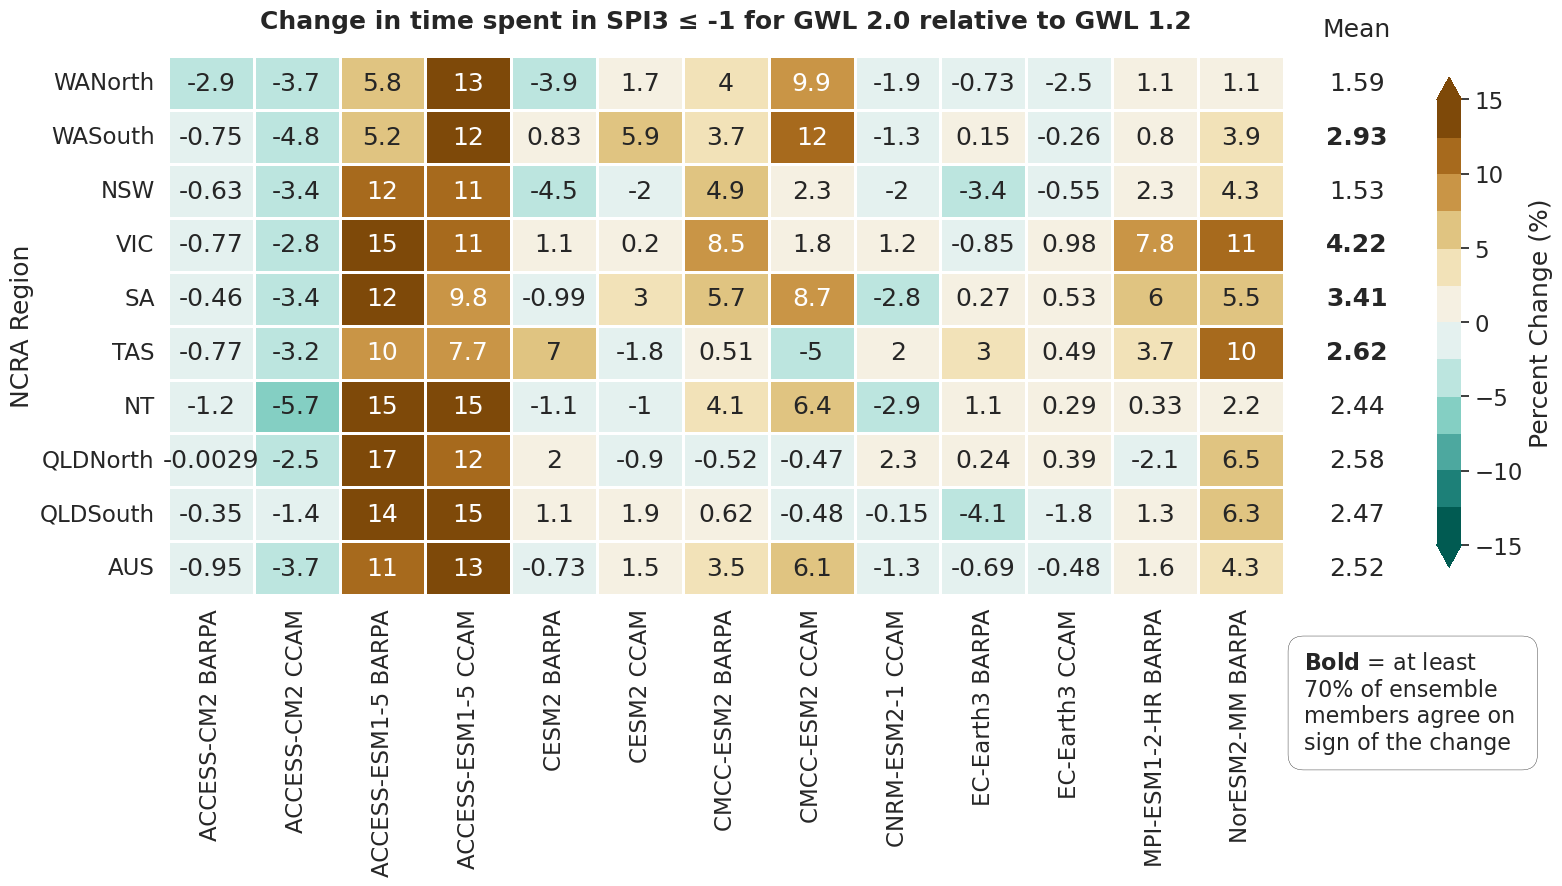 Change in time spent in SPI3 ≤ -1 for GWL 2.0 relative to GWL 1.2
Mean
WANorth -2.9 -3.7 5.8 13 -3.9 1.7 4 9.9 -1.9 -0.73 -2.5 1.1 1.1 1.59
WASouth -0.75 -4.8 5.2 12 0.83 5.9 3.7 12 -1.3 0.15 -0.26 0.8 3.9 2.93
NSW -0.63 -3.4 12 11 -4.5 -2 4.9 2.3 -2 -3.4 -0.55 2.3 4.3 1.53
VIC -0.77 -2.8 15 11 1.1 0.2 8.5 1.8 1.2 -0.85 0.98 7.8 11 4.22
SA -0.46 -3.4 12 9.8 -0.99 3 5.7 8.7 -2.8 0.27 0.53 6 5.5 3.41
TAS -0.77 -3.2 10 7.7 7 -1.8 0.51 -5 2 3 0.49 3.7 10 2.62
NT -1.2 -5.7 15 15 -1.1 -1 4.1 6.4 -2.9 1.1 0.29 0.33 2.2 2.44
QLDNorth -0.0029 -2.5 17 12 2 -0.9 -0.52 -0.47 2.3 0.24 0.39 -2.1 6.5 2.58
QLDSouth -0.35 -1.4 14 15 1.1 1.9 0.62 -0.48 -0.15 -4.1 -1.8 1.3 6.3 2.47
AUS -0.95 -3.7 11 13 -0.73 1.5 3.5 6.1 -1.3 -0.69 -0.48 1.6 4.3 2.52
NCRA Region
ACCESS-CM2 BARPA
ACCESS-CM2 CCAM
ACCESS-ESM1-5 BARPA
ACCESS-ESM1-5 CCAM
CESM2 BARPA
CESM2 CCAM
CMCC-ESM2 BARPA
CMCC-ESM2 CCAM
CNRM-ESM2-1 CCAM
EC-Earth3 BARPA
EC-Earth3 CCAM
MPI-ESM1-2-HR BARPA
NorESM2-MM BARPA
15
10
5
0
−5
−10
−15
Percent Change (%)
Bold = at least
70% of ensemble
members agree on
sign of the change